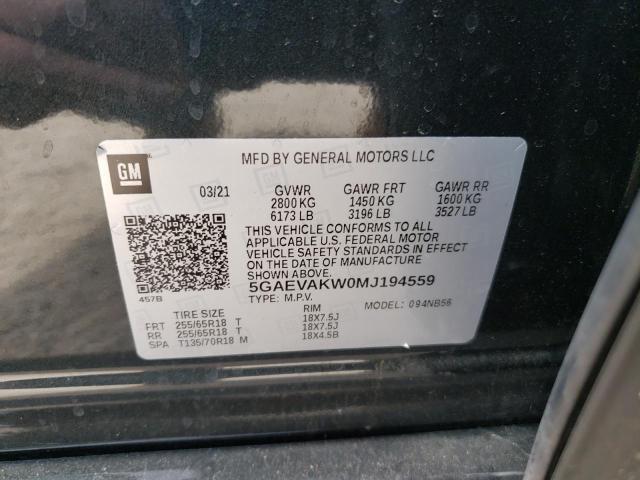 GM
MFD BY GENERAL MOTORS LLC
03/21 GVWR GAWR FRT GAWR RR
2800 KG 1450 KG 1600 KG
6173 LB 3196 LB 3527 LB
THIS VEHICLE CONFORMS TO ALL
APPLICABLE U.S. FEDERAL MOTOR
VEHICLE SAFETY STANDARDS IN EFFECT
ON THE DATE OF MANUFACTURE
SHOWN ABOVE.
457B
5GAEVAKW0MJ194559
TYPE: M.P.V. MODEL: 094NB56
TIRE SIZE RIM
FRT 255/65R18 T 18X7.5J
RR 255/65R18 T 18X7.5J
SPA T135/70R18 M 18X4.5B